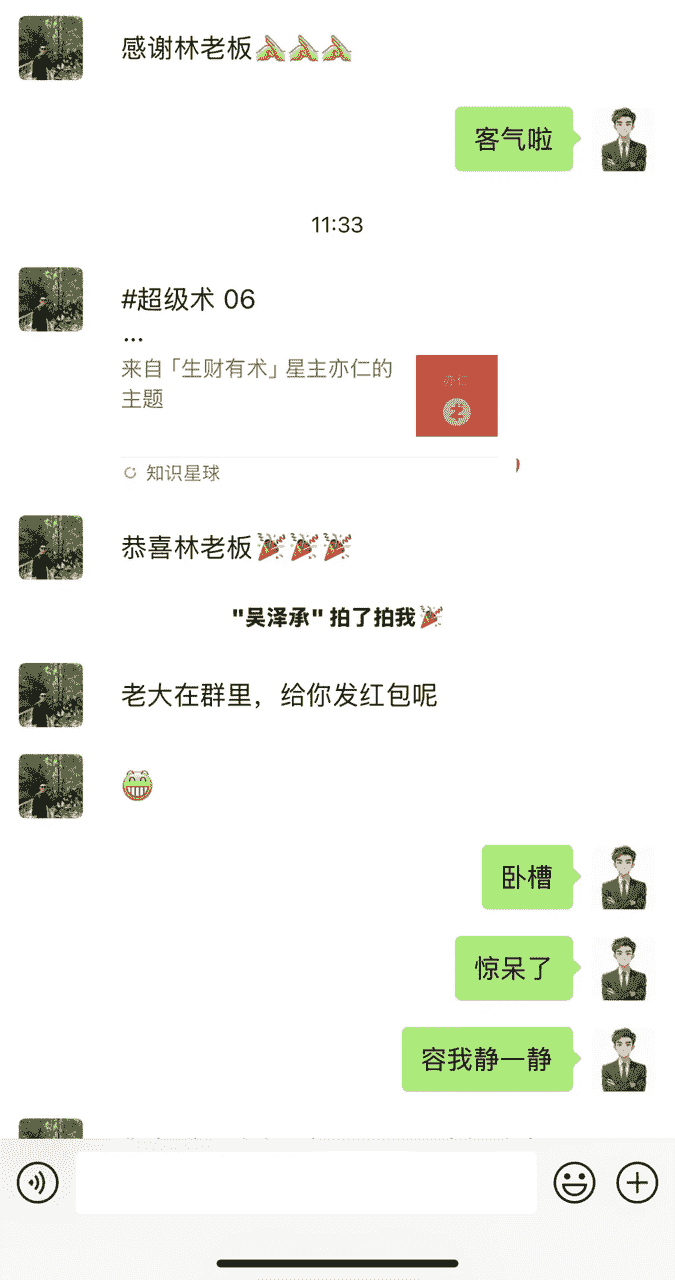 感谢林老板
客气啦
11:33
#超级术 06
...
来自「生财有术」星主亦仁的
主题
亦仁
知识星球
恭喜林老板🎉🎉🎉
"吴泽承" 拍了拍我🎉
老大在群里，给你发红包呢
😁
卧槽
惊呆了
容我静一静